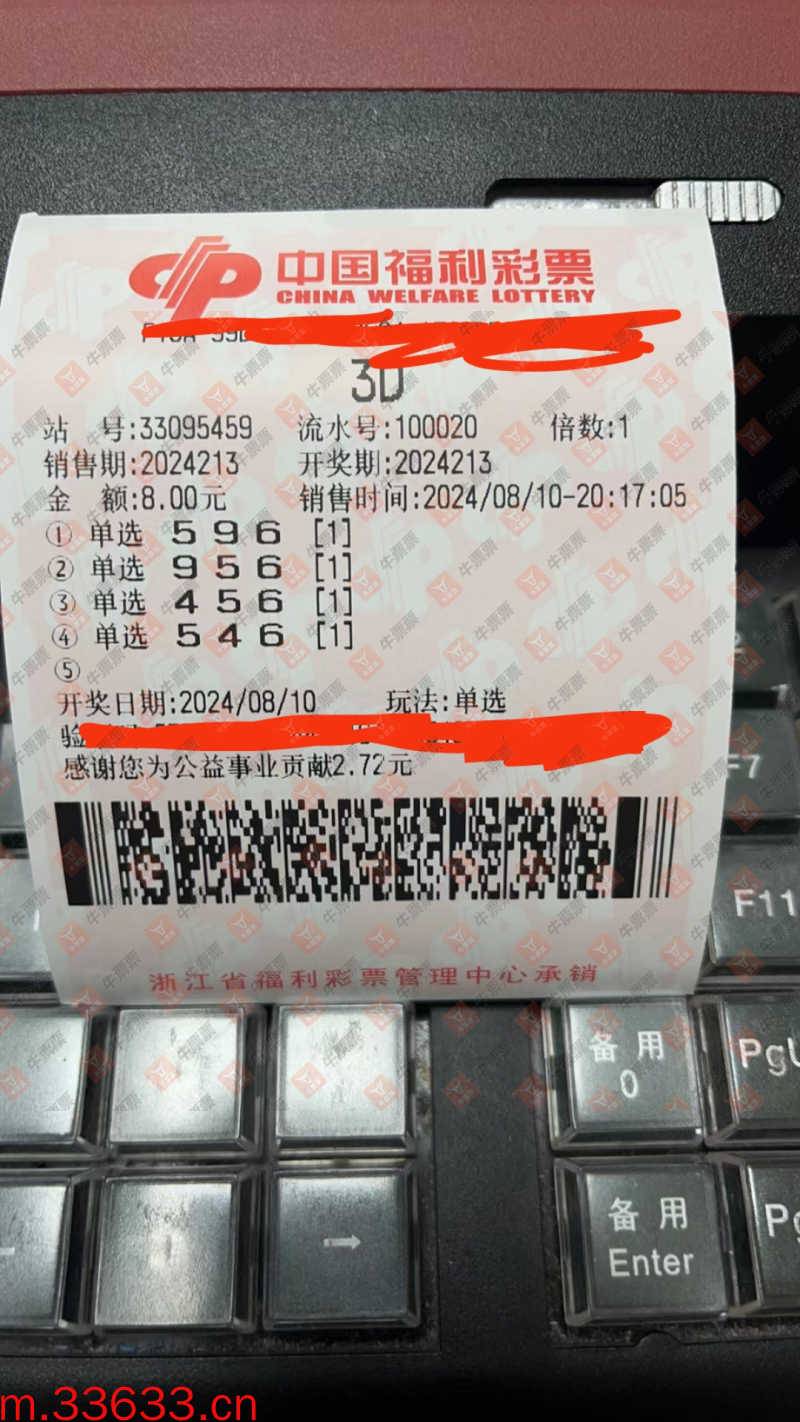 中国福利彩票
CHINA WELFARE LOTTERY
3D
站 号:33095459 流水号:100020 倍数:1
销售期:2024213 开奖期:2024213
金 额:8.00元 销售时间:2024/08/10-20:17:05
① 单选 5 9 6 [1]
② 单选 9 5 6 [1]
③ 单选 4 5 6 [1]
④ 单选 5 4 6 [1]
⑤
开奖日期:2024/08/10 玩法:单选
验
感谢您为公益事业贡献2.72元
浙江省福利彩票管理中心承销
牛票票
F7
F11
备用
0
PgU
备用
Enter
Pg
m.33633.cn